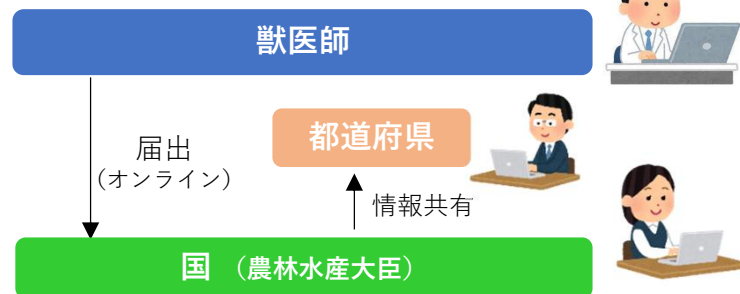 獣医師
都道府県
届出
（オンライン）
情報共有
国 （農林水産大臣）